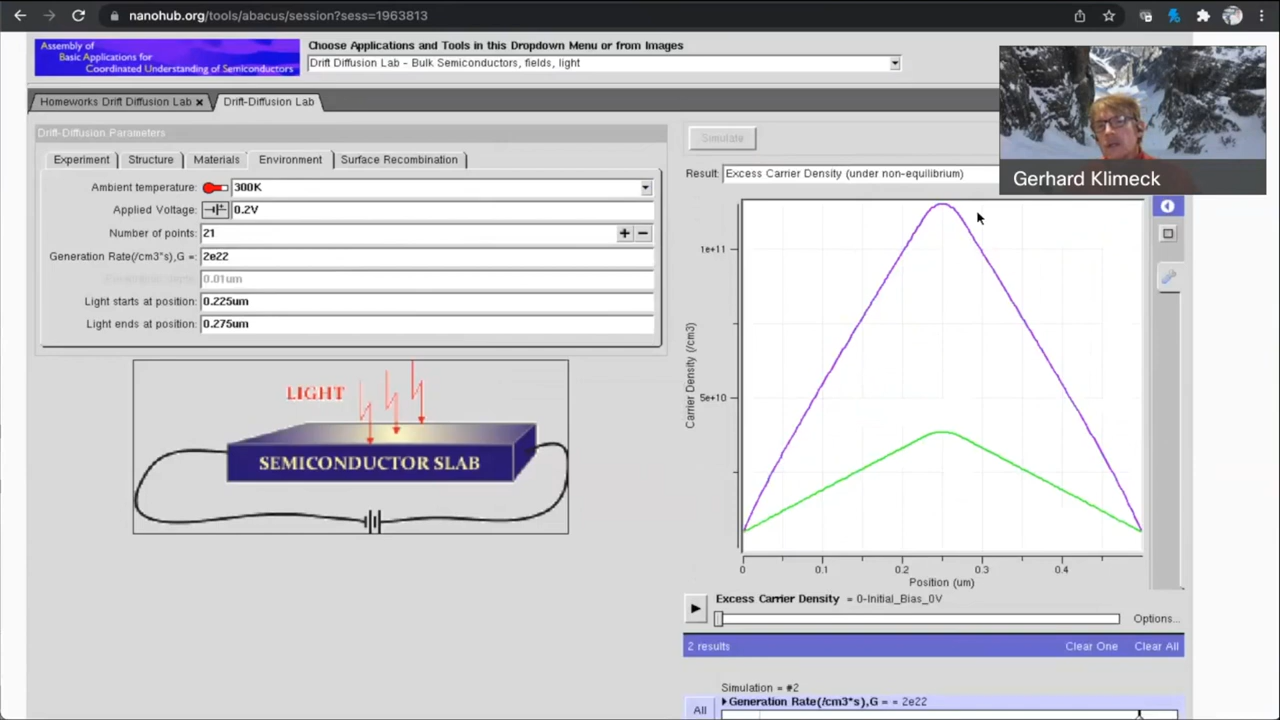 nanohub.org/tools/abacus/session?sess=1963813
Assembly of
Basic Applications for
Coordinated Understanding of Semiconductors
Choose Applications and Tools in this Dropdown Menu or from Images
Drift Diffusion Lab - Bulk Semiconductors, fields, light
Homeworks Drift Diffusion Lab
Drift-Diffusion Lab
Drift-Diffusion Parameters
Experiment
Structure
Materials
Environment
Surface Recombination
Ambient temperature: 300K
Applied Voltage: 0.2V
Number of points: 21
Generation Rate(/cm3*s),G =: 2e22
0.01um
Light starts at position: 0.225um
Light ends at position: 0.275um
LIGHT
SEMICONDUCTOR SLAB
Simulate
Result: Excess Carrier Density (under non-equilibrium)
Gerhard Klimeck
1e+11
5e+10
Carrier Density (/cm3)
0 0.1 0.2 0.3 0.4
Position (um)
Excess Carrier Density = 0-Initial_Bias_0V
Options...
2 results
Clear One
Clear All
Simulation = #2
All
Generation Rate(/cm3*s),G = = 2e22